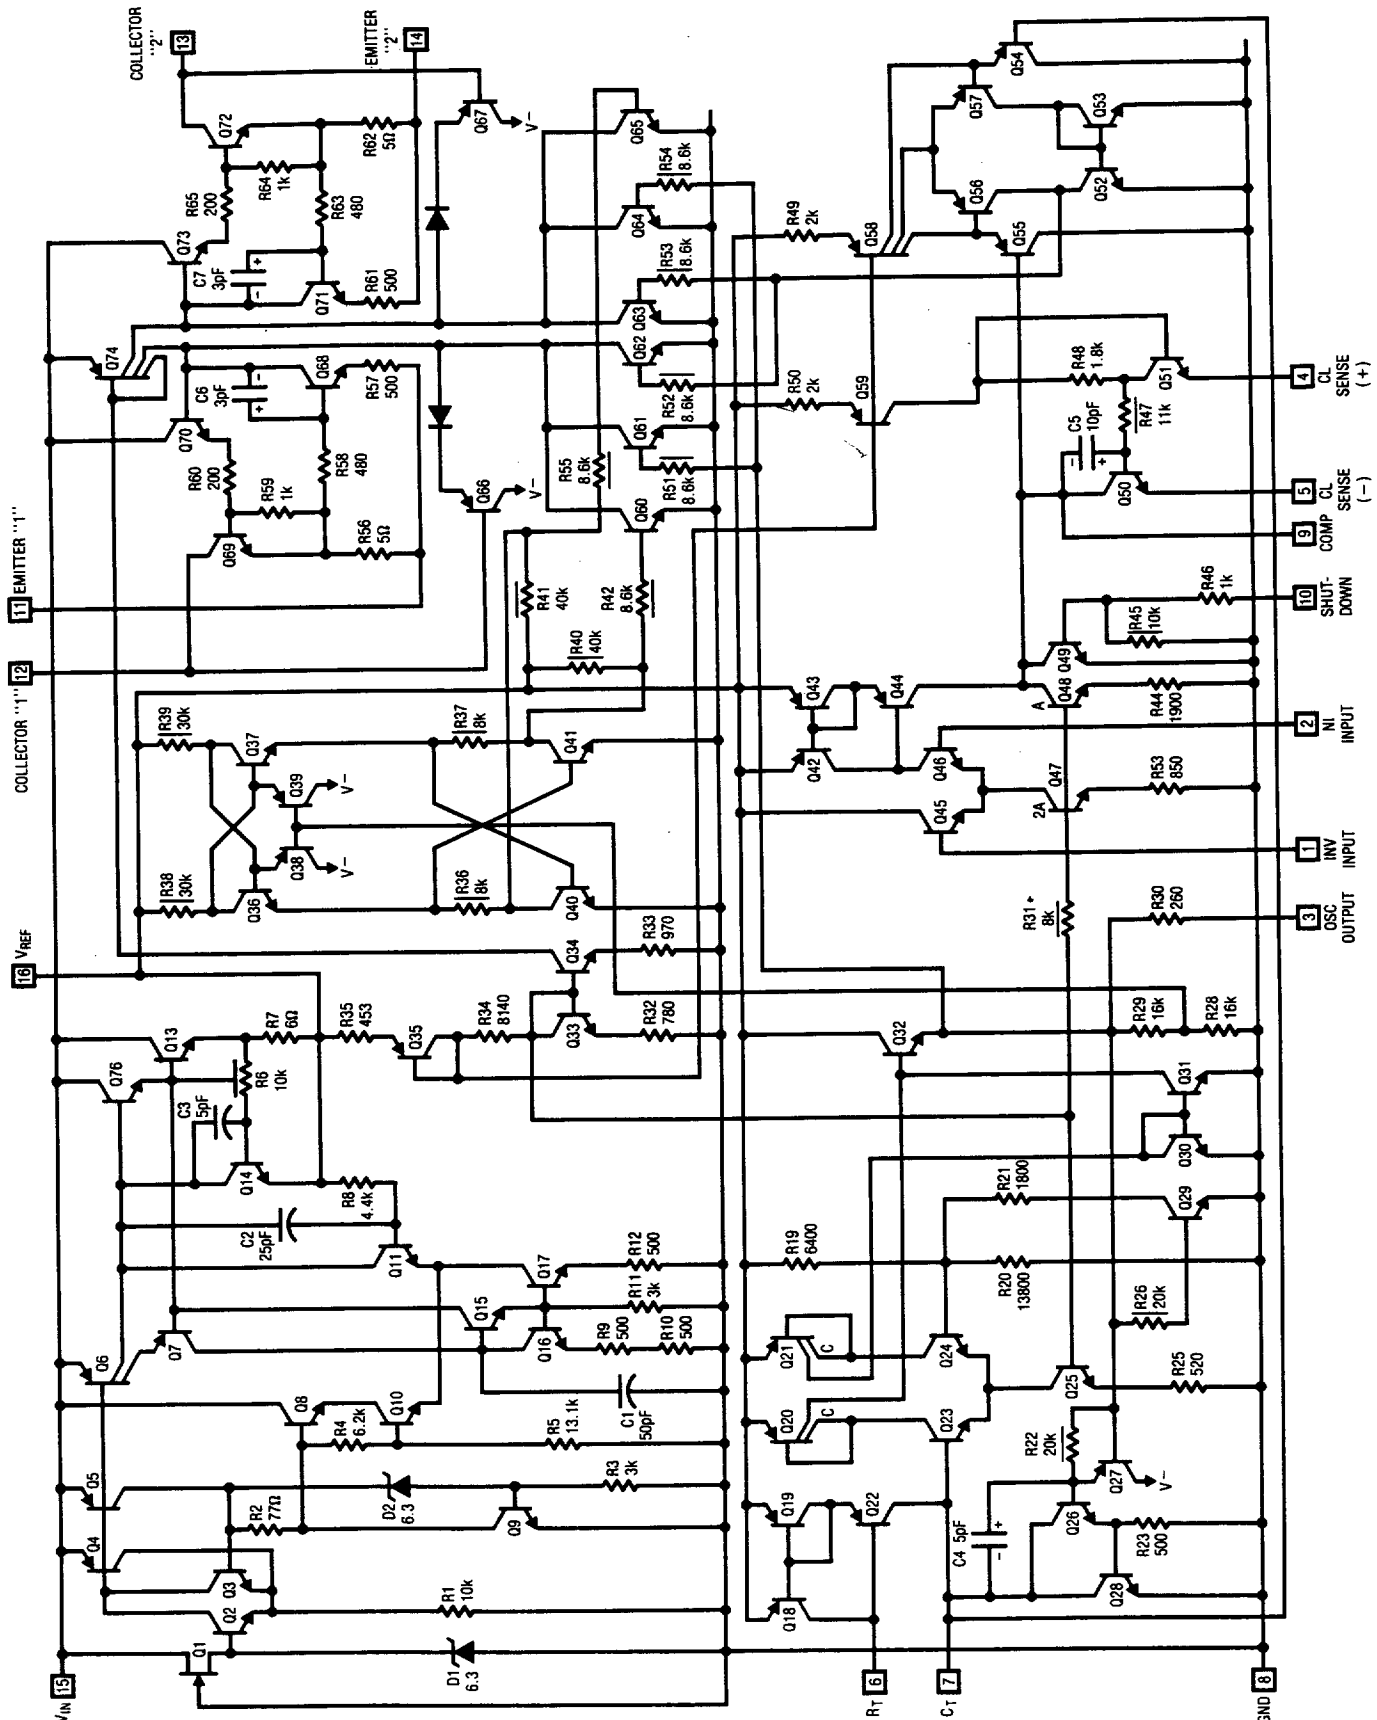 COLLECTOR
"2"
13
EMITTER
"2"
14
Q72
R62
5Ω
Q67
V−
R65
200
R64
1k
R63
480
Q73
C7
3pF
+
−
Q71
R61
500
Q74
Q70
C6
3pF
−
+
Q68
R57
500
R60
200
R59
1k
R58
480
Q69
R56
5Ω
Q66
V−
11
EMITTER "1"
12
COLLECTOR "1"
Q65
R54
8.6k
Q64
R53
8.6k
Q63
Q62
R52
8.6k
Q61
R51
8.6k
R55
8.6k
Q60
R41
40k
R42
8.6k
R40
40k
R39
30k
Q37
R37
8k
Q41
Q39
V−
Q38
V−
R38
30k
Q36
R36
8k
Q40
16
VREF
Q34
R33
970
Q33
R32
780
R35
453
Q35
R34
8140
Q13
R7
6Ω
R6
10k
Q76
C3
5pF
Q14
R8
4.4k
C2
25pF
Q11
Q17
R12
500
R11
3k
Q15
Q16
R9
500
R10
500
Q6
Q7
Q8
Q10
R4
6.2k
R5
13.1k
C1
50pF
Q5
Q4
R2
77Ω
D2
6.3
Q9
R3
3k
Q3
Q2
R1
10k
Q1
D1
6.3
15
VIN
Q54
Q57
Q53
Q56
Q52
Q55
R49
2k
Q58
R50
2k
Q59
R48
1.8k
Q51
4
CL
SENSE
(+)
C5
10pF
−
+
R47
11k
Q50
5
CL
SENSE
(−)
9
COMP
10
SHUT-
DOWN
R46
1k
R45
10k
Q49
Q48
A
R44
1900
2
NI
INPUT
Q43
Q44
Q42
Q46
Q45
Q47
2A
R53
850
1
INV
INPUT
R31*
8k
R30
260
3
OSC
OUTPUT
R29
16k
R28
16k
Q32
Q31
Q30
Q29
R21
1800
R19
6400
R20
13800
R26
20k
Q21
C
Q20
C
Q24
Q23
Q25
R25
520
R22
20k
Q27
V−
Q19
Q22
Q18
C4 5pF
−
+
Q26
R23
500
Q28
6
RT
7
CT
8
GND